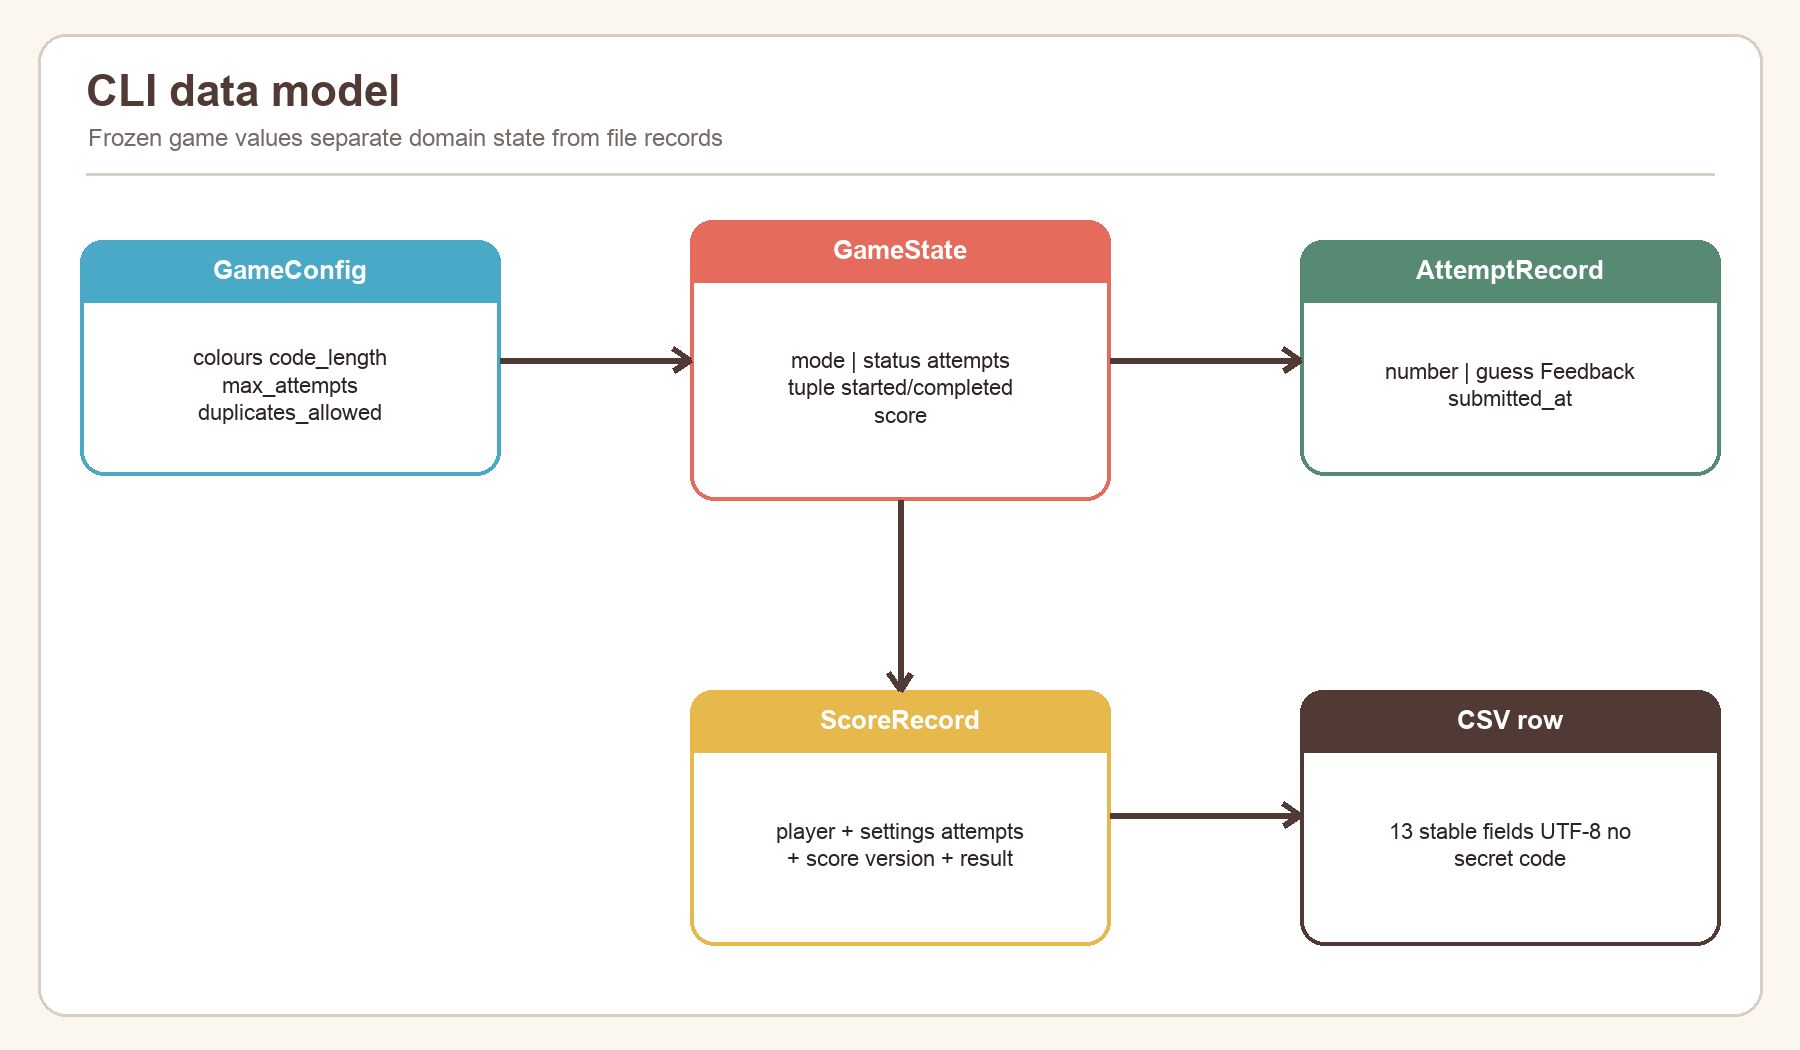 CLI data model
Frozen game values separate domain state from file records
GameConfig
colours code_length
max_attempts
duplicates_allowed
GameState
mode | status attempts
tuple started/completed
score
AttemptRecord
number | guess Feedback
submitted_at
ScoreRecord
player + settings attempts
+ score version + result
CSV row
13 stable fields UTF-8 no
secret code